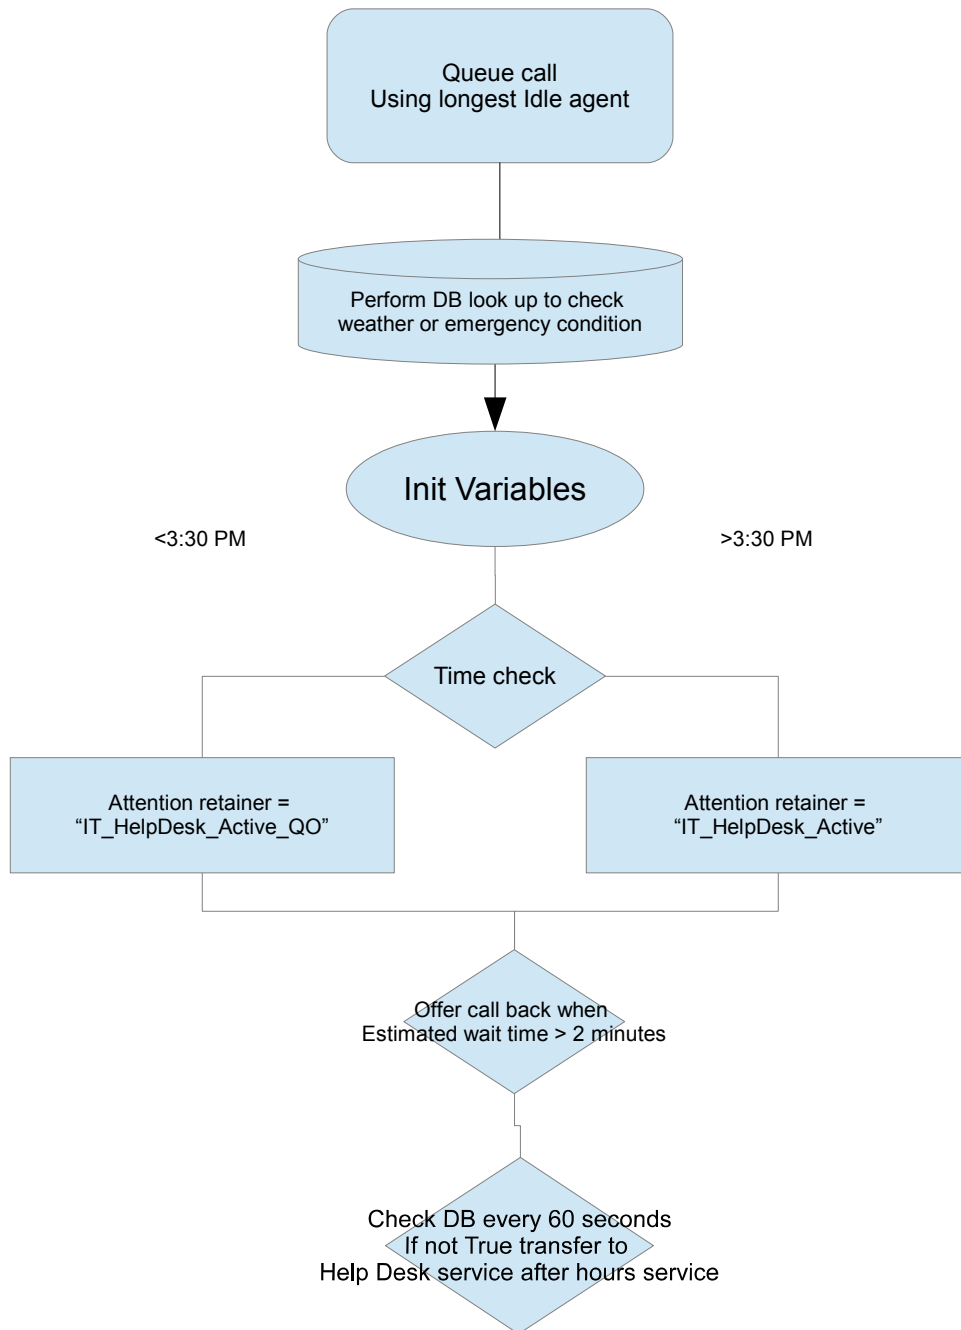 Queue call
Using longest Idle agent
Perform DB look up to check
weather or emergency condition
Init Variables
<3:30 PM
>3:30 PM
Time check
Attention retainer =
“IT_HelpDesk_Active_QO”
Attention retainer =
“IT_HelpDesk_Active”
Offer call back when
Estimated wait time > 2 minutes
Check DB every 60 seconds
If not True transfer to
Help Desk service after hours service